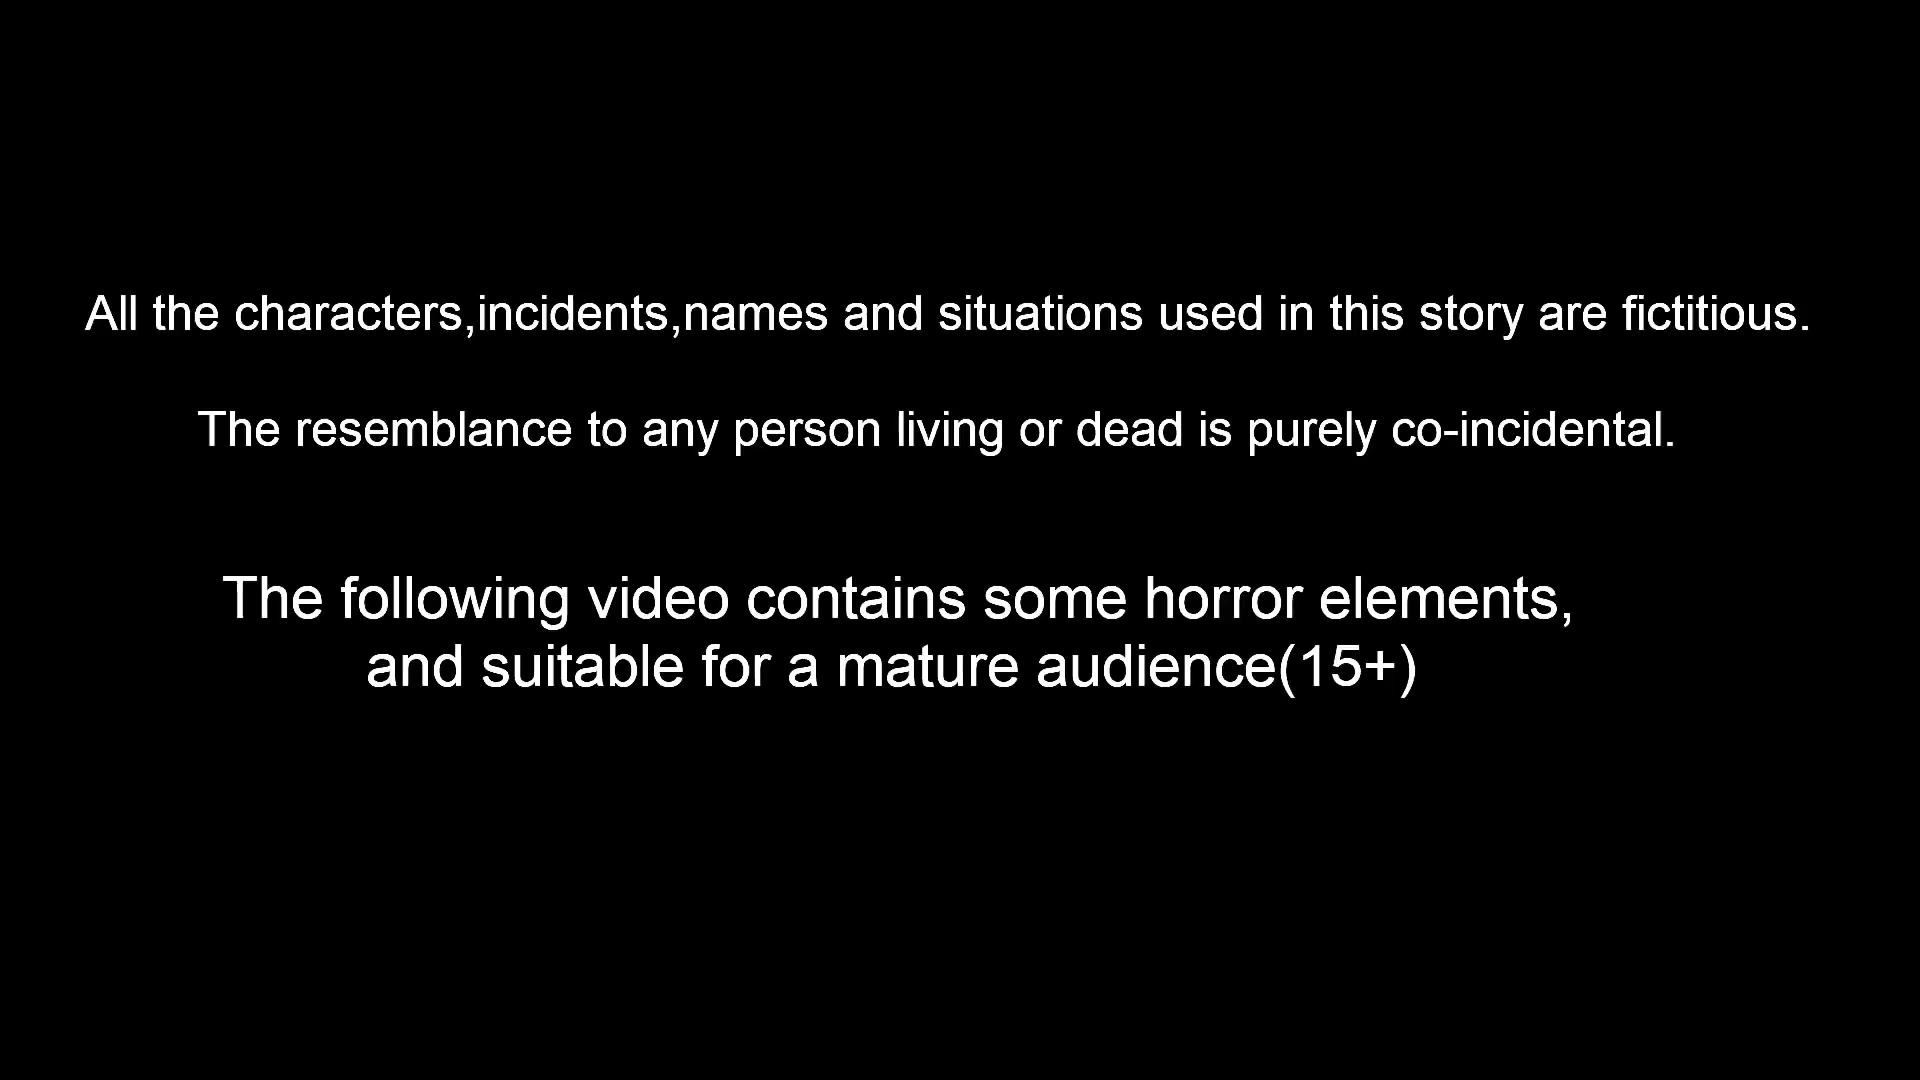 All the characters,incidents,names and situations used in this story are fictitious.
The resemblance to any person living or dead is purely co-incidental.
The following video contains some horror elements,
and suitable for a mature audience(15+)